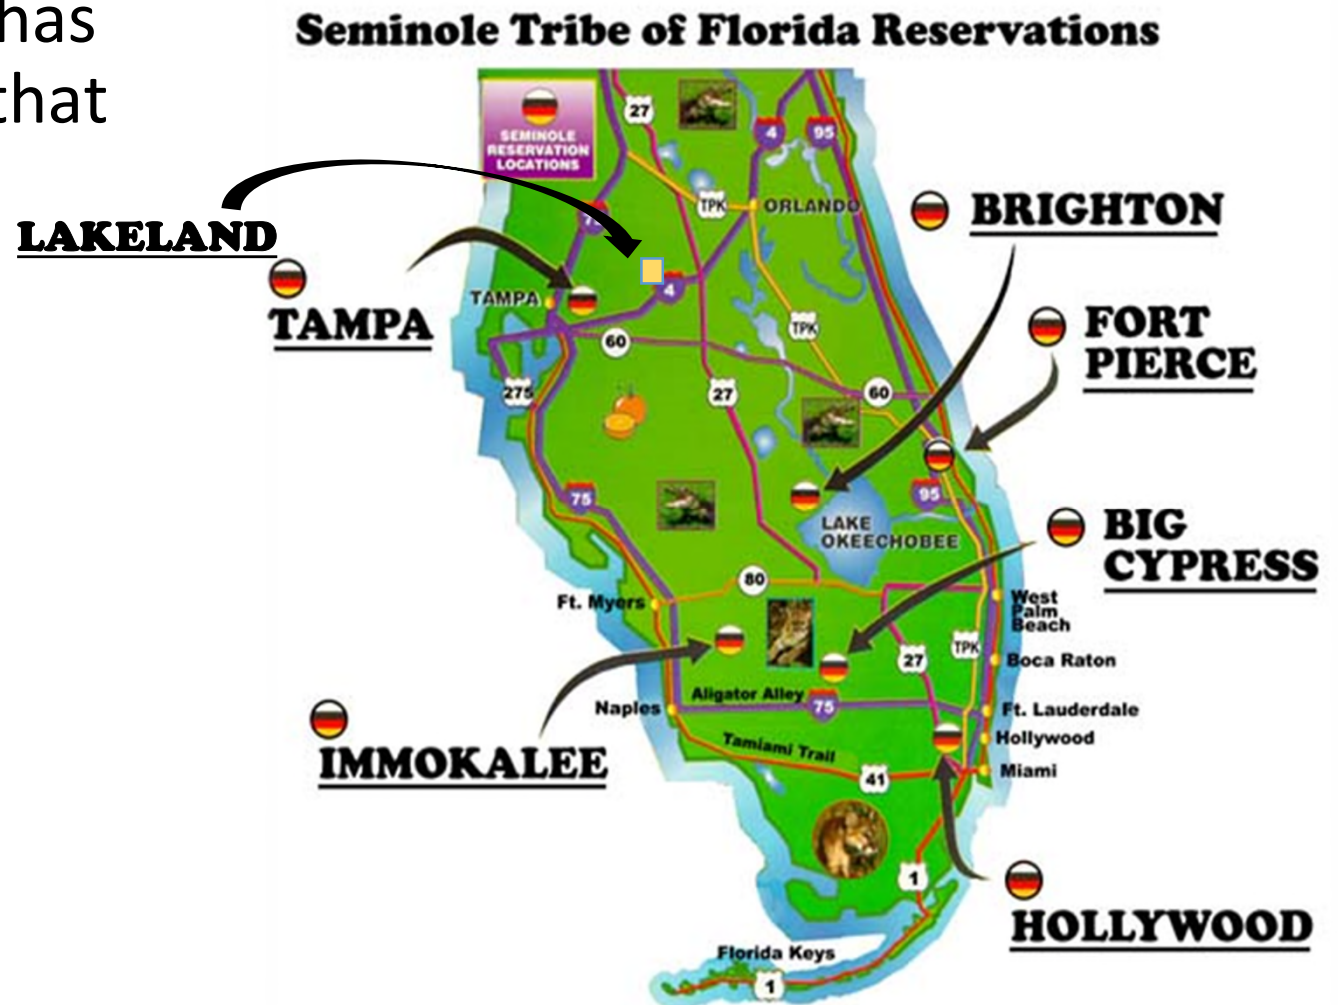 has
that
Seminole Tribe of Florida Reservations
SEMINOLE
RESERVATION
LOCATIONS
27
4
95
75
TPK
ORLANDO
LAKELAND
BRIGHTON
4
TAMPA
TAMPA
TPK
FORT
PIERCE
60
275
27
60
75
95
LAKE
OKEECHOBEE
BIG
CYPRESS
80
Ft. Myers
West
Palm
Beach
27
TPK
Boca Raton
Aligator Alley
75
Naples
Ft. Lauderdale
Hollywood
Tamiami Trail
41
Miami
IMMOKALEE
1
HOLLYWOOD
Florida Keys
1